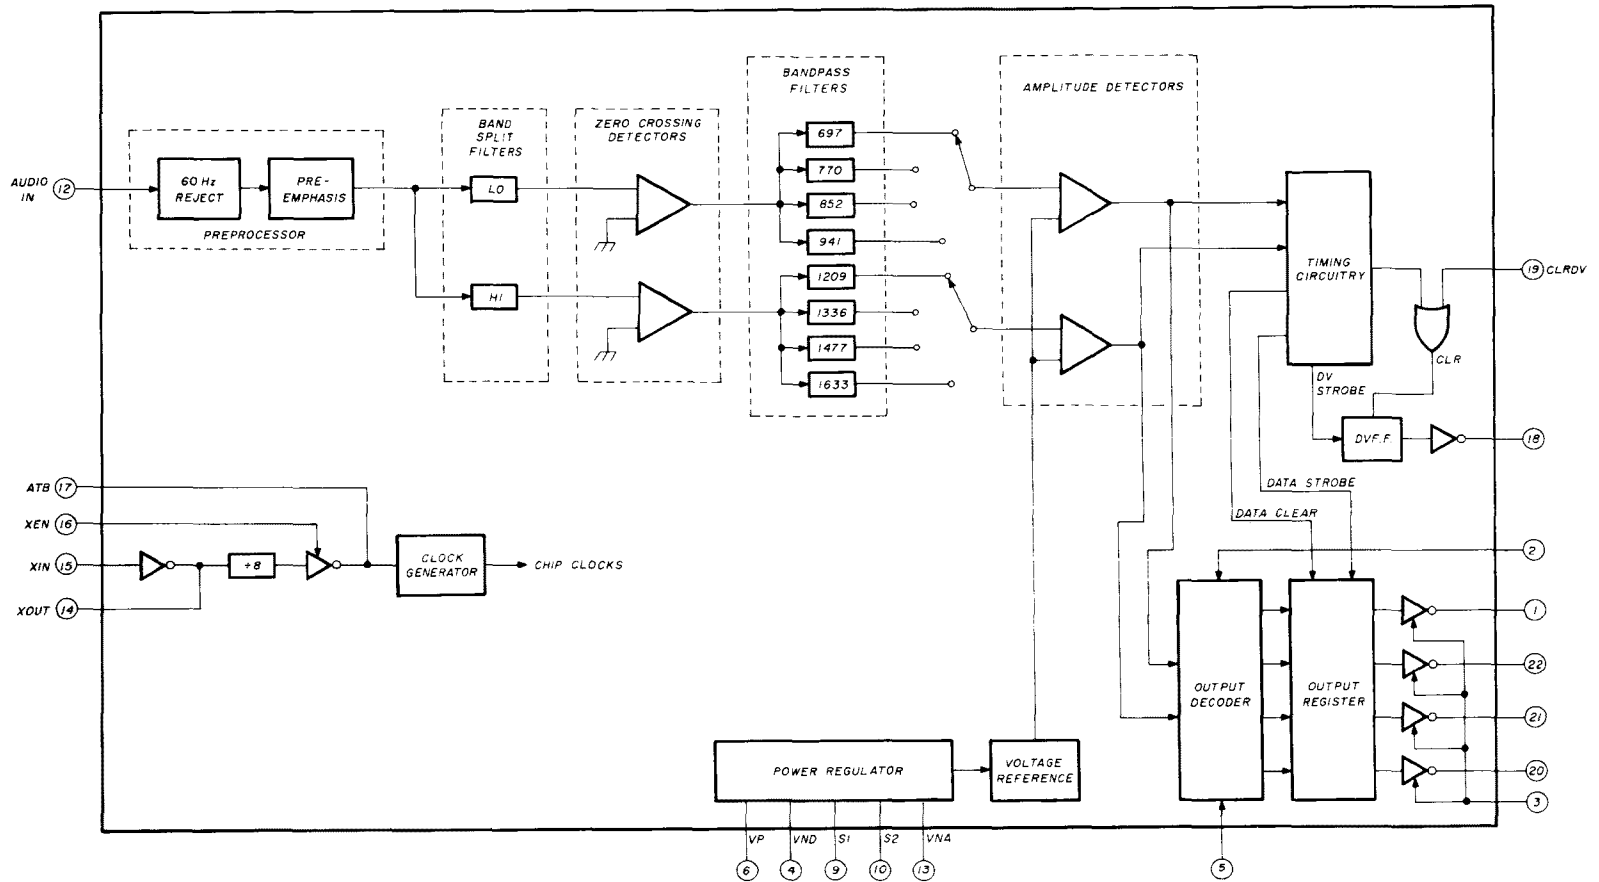 BANDPASS
FILTERS
AMPLITUDE DETECTORS
BAND
SPLIT
FILTERS
ZERO CROSSING
DETECTORS
697
770
852
941
1209
1336
1477
1633
AUDIO
IN
12
60 Hz
REJECT
PRE-
EMPHASIS
PREPROCESSOR
LO
HI
TIMING
CIRCUITRY
19 CLRDV
CLR
DV
STROBE
DVF.F.
18
DATA STROBE
DATA CLEAR
ATB 17
XEN 16
XIN 15
XOUT 14
÷8
CLOCK
GENERATOR
CHIP CLOCKS
2
1
22
21
20
3
OUTPUT
DECODER
OUTPUT
REGISTER
POWER REGULATOR
VOLTAGE
REFERENCE
VP
VND
S1
S2
VNA
6
4
9
10
13
5